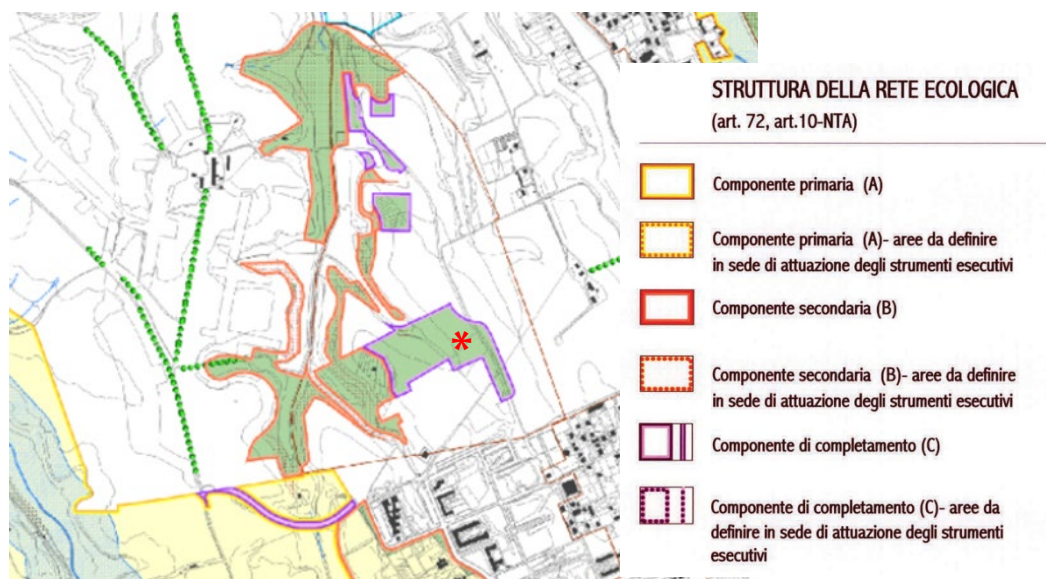 STRUTTURA DELLA RETE ECOLOGICA
(art. 72, art.10-NTA)
Componente primaria (A)
Componente primaria (A)- aree da definire
in sede di attuazione degli strumenti esecutivi
Componente secondaria (B)
Componente secondaria (B)- aree da definire
in sede di attuazione degli strumenti esecutivi
Componente di completamento (C)
Componente di completamento (C)- aree da
definire in sede di attuazione degli strumenti
esecutivi